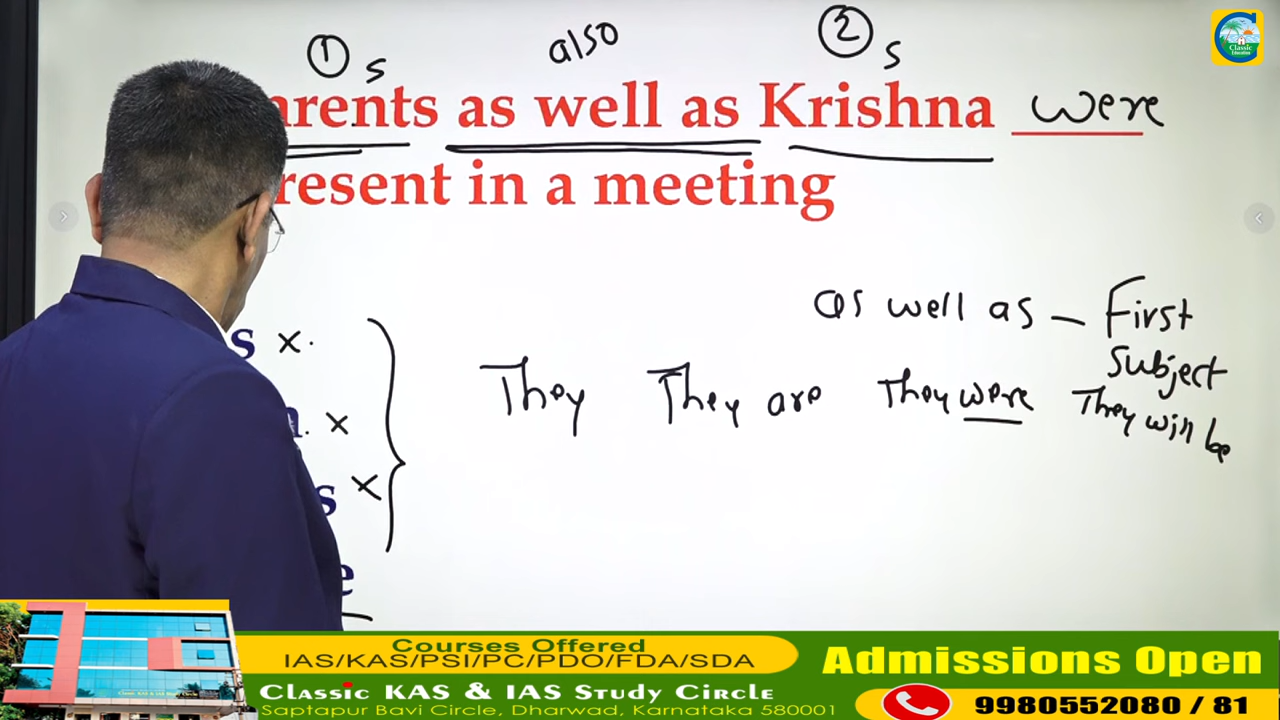 ① s also ② s
arents as well as Krishna were
resent in a meeting
as well as – First
subject
s ×.
They They are They were They will be
. ×
s ×
e
Classic
Education
Courses Offered
IAS/KAS/PSI/PC/PDO/FDA/SDA
Classic KAS & IAS Study Circle
Saptapur Bavi Circle, Dharwad, Karnataka 580001
Admissions Open
9980552080 / 81